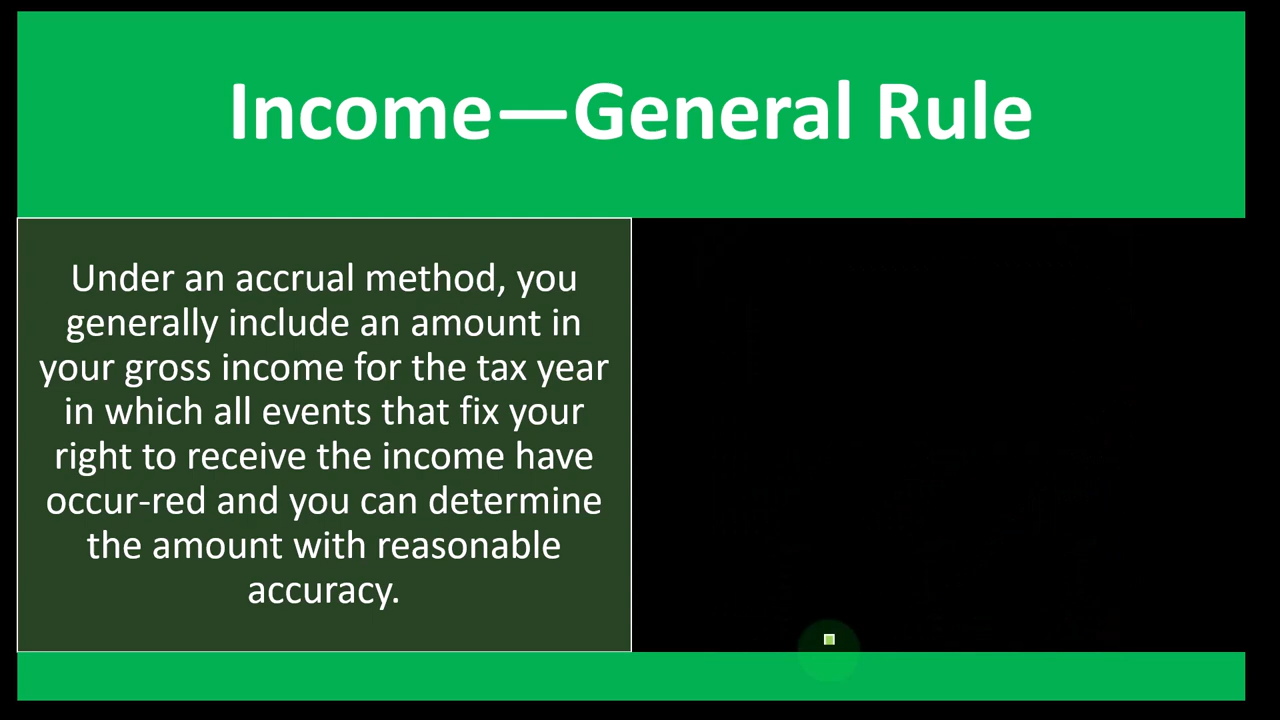 Income—General Rule
Under an accrual method, you
generally include an amount in
your gross income for the tax year
in which all events that fix your
right to receive the income have
occur-red and you can determine
the amount with reasonable
accuracy.